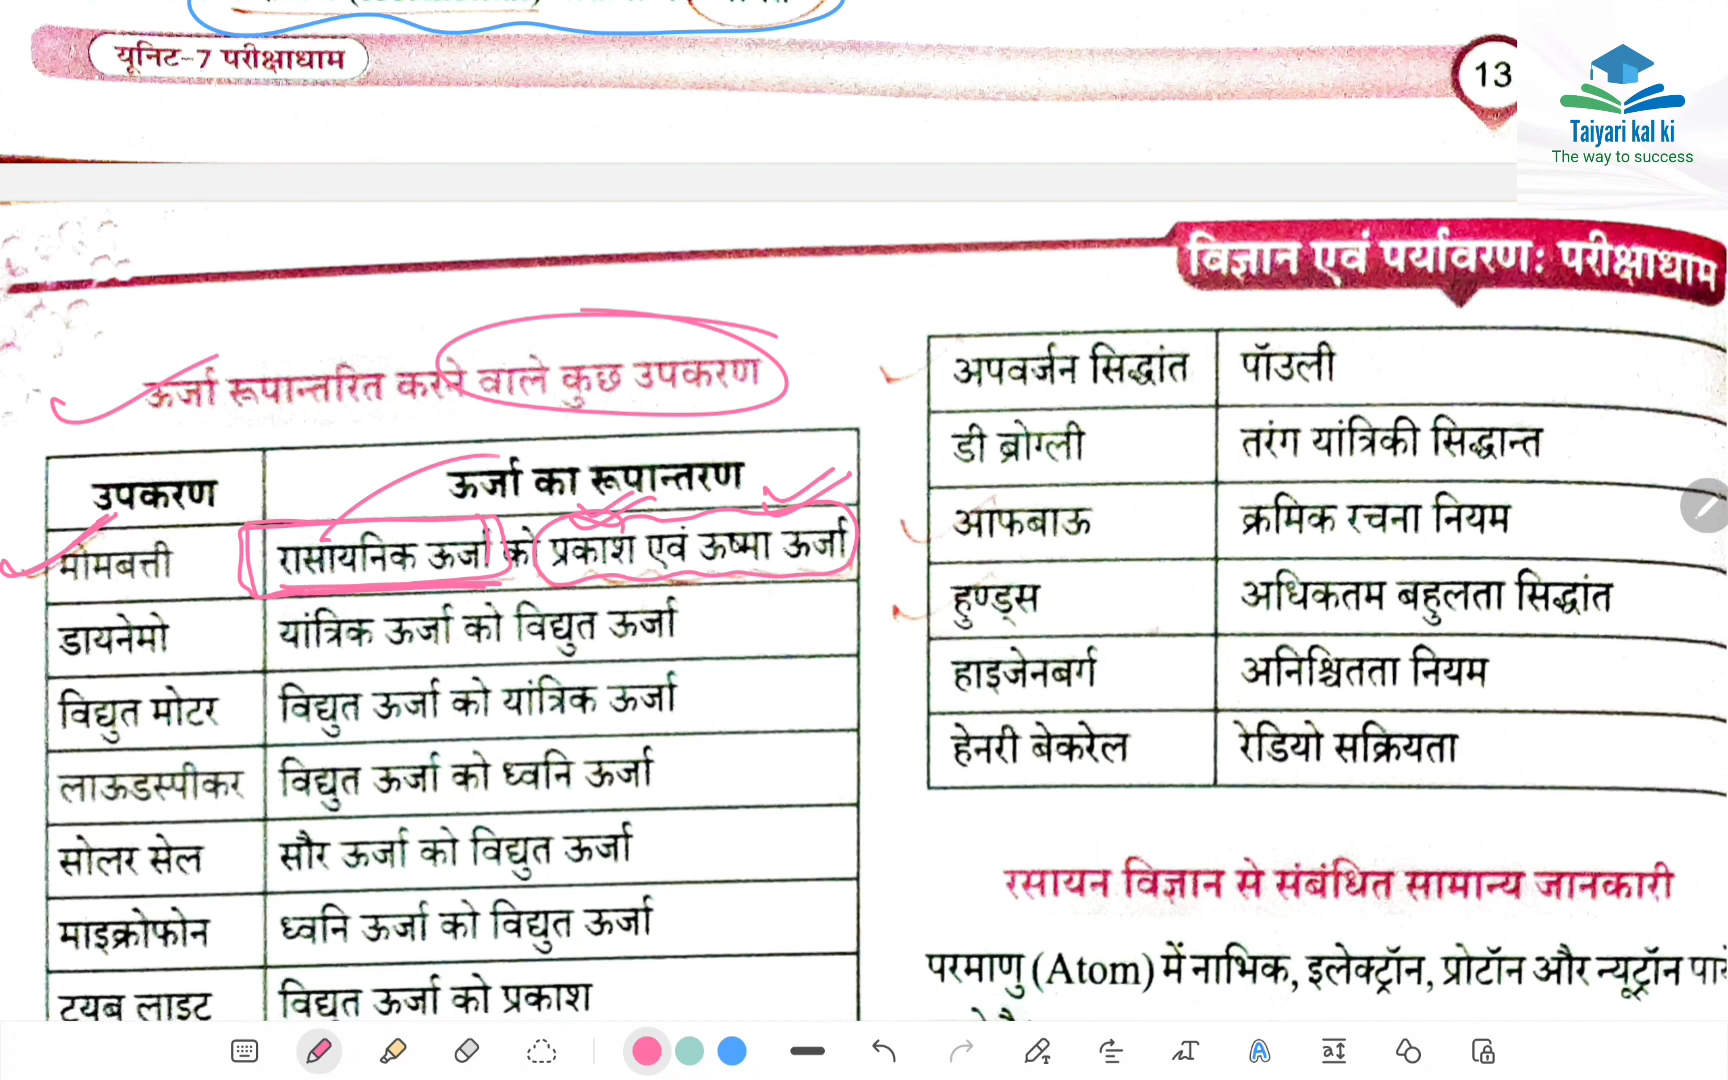 यूनिट-7 परीक्षाधाम
13
Taiyari kal ki
The way to success
विज्ञान एवं पर्यावरण: परीक्षाधाम
ऊर्जा रूपान्तरित करने वाले कुछ उपकरण
उपकरण ऊर्जा का रूपान्तरण
मोमबत्ती रासायनिक ऊर्जा को प्रकाश एवं ऊष्मा ऊर्जा
डायनेमो यांत्रिक ऊर्जा को विद्युत ऊर्जा
विद्युत मोटर विद्युत ऊर्जा को यांत्रिक ऊर्जा
लाऊडस्पीकर विद्युत ऊर्जा को ध्वनि ऊर्जा
सोलर सेल सौर ऊर्जा को विद्युत ऊर्जा
माइक्रोफोन ध्वनि ऊर्जा को विद्युत ऊर्जा
ट्यूब लाइट विद्युत ऊर्जा को प्रकाश
अपवर्जन सिद्धांत पॉउली
डी ब्रोग्ली तरंग यांत्रिकी सिद्धान्त
आफबाऊ क्रमिक रचना नियम
हुण्ड्स अधिकतम बहुलता सिद्धांत
हाइजेनबर्ग अनिश्चितता नियम
हेनरी बेकरेल रेडियो सक्रियता
रसायन विज्ञान से संबंधित सामान्य जानकारी
परमाणु (Atom) में नाभिक, इलेक्ट्रॉन, प्रोटॉन और न्यूट्रॉन